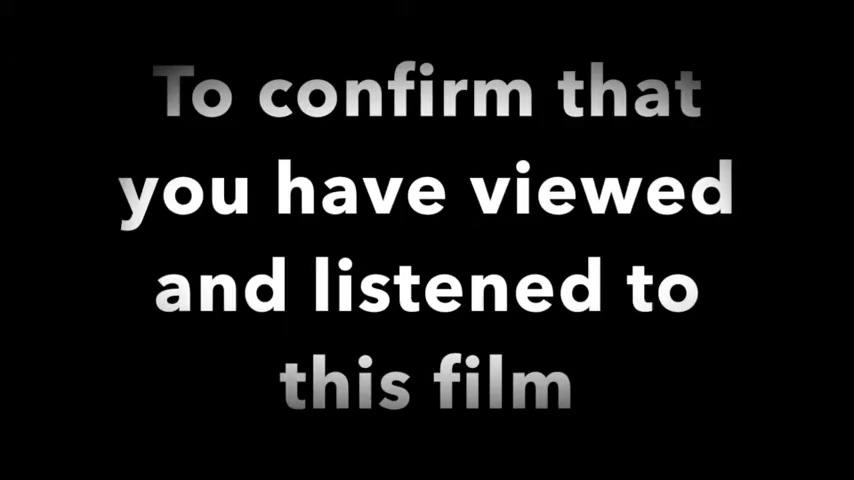 To confirm that
you have viewed
and listened to
this film